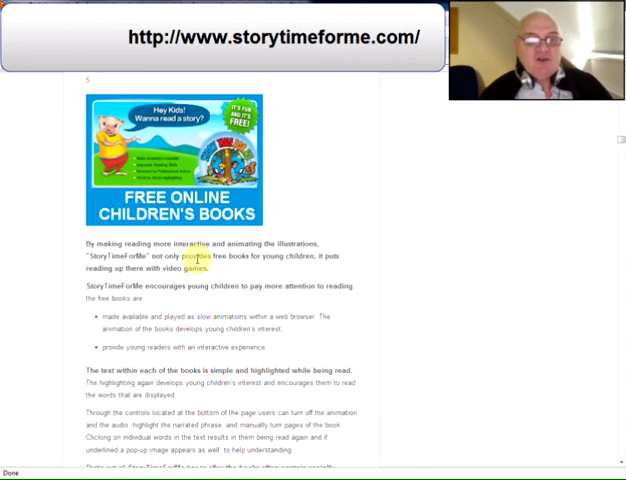 http://www.storytimeforme.com/
5
Hey Kids!
Wanna read a story?
IT'S FUN
AND IT'S
FREE!
STORY TIME FOR ME
FREE ONLINE
CHILDREN'S BOOKS
By making reading more interactive and animating the illustrations,
"StoryTimeForMe" not only provides free books for young children, it puts
reading up there with video games.
StoryTimeForMe encourages young children to pay more attention to reading.
the free books are
made available and played as slow animations within a web browser. The
animation of the books develops young children's interest.
provide young readers with an interactive experience
The text within each of the books is simple and highlighted while being read.
The highlighting again develops young children's interest and encourages them to read
the words that are displayed
Through the controls located at the bottom of the page users can turn off the animation
and the audio, highlight the narrated phrase, and manually turn pages of the book
Clicking on individual words in the text results in them being read again and if
underlined a pop-up image appears as well, to help understanding
Done